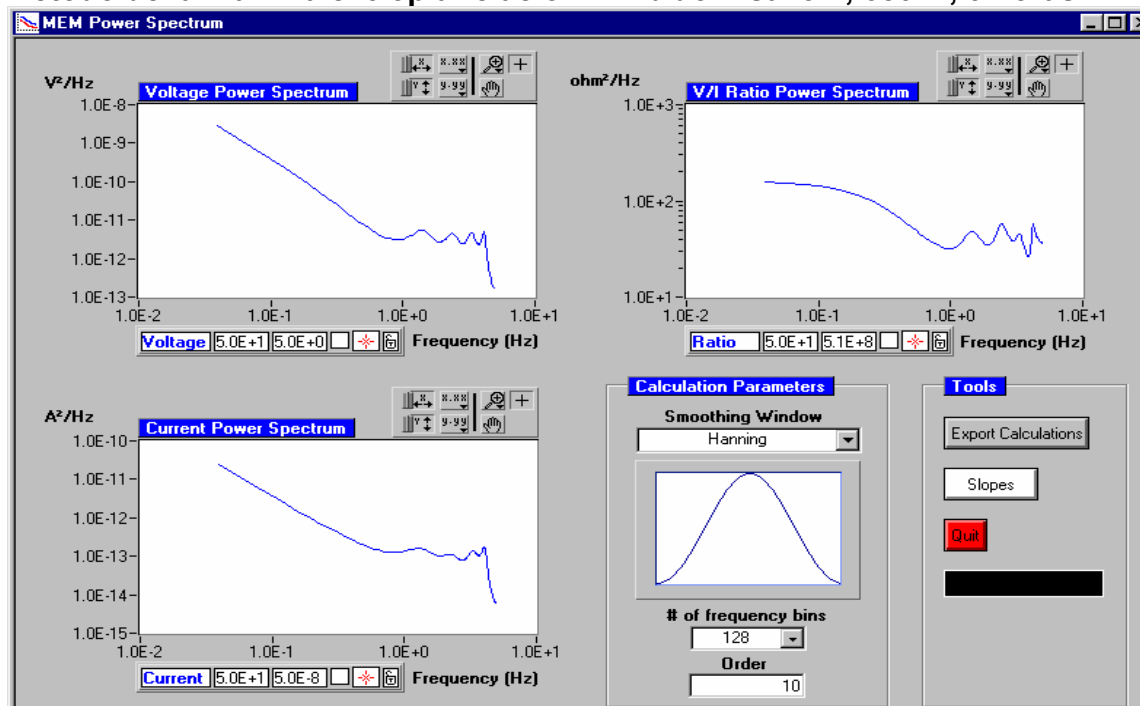 MEM Power Spectrum
V²/Hz
Voltage Power Spectrum
X.XX
Y.YY
1.0E-8
1.0E-9
1.0E-10
1.0E-11
1.0E-12
1.0E-13
1.0E-2 1.0E-1 1.0E+0 1.0E+1
Voltage 5.0E+1 5.0E+0 Frequency (Hz)
ohm²/Hz
V/I Ratio Power Spectrum
X.XX
Y.YY
1.0E+3
1.0E+2
1.0E+1
1.0E-2 1.0E-1 1.0E+0 1.0E+1
Ratio 5.0E+1 5.1E+8 Frequency (Hz)
A²/Hz
Current Power Spectrum
X.XX
Y.YY
1.0E-10
1.0E-11
1.0E-12
1.0E-13
1.0E-14
1.0E-15
1.0E-2 1.0E-1 1.0E+0 1.0E+1
Current 5.0E+1 5.0E-8 Frequency (Hz)
Calculation Parameters
Smoothing Window
Hanning
# of frequency bins
128
Order
10
Tools
Export Calculations
Slopes
Quit